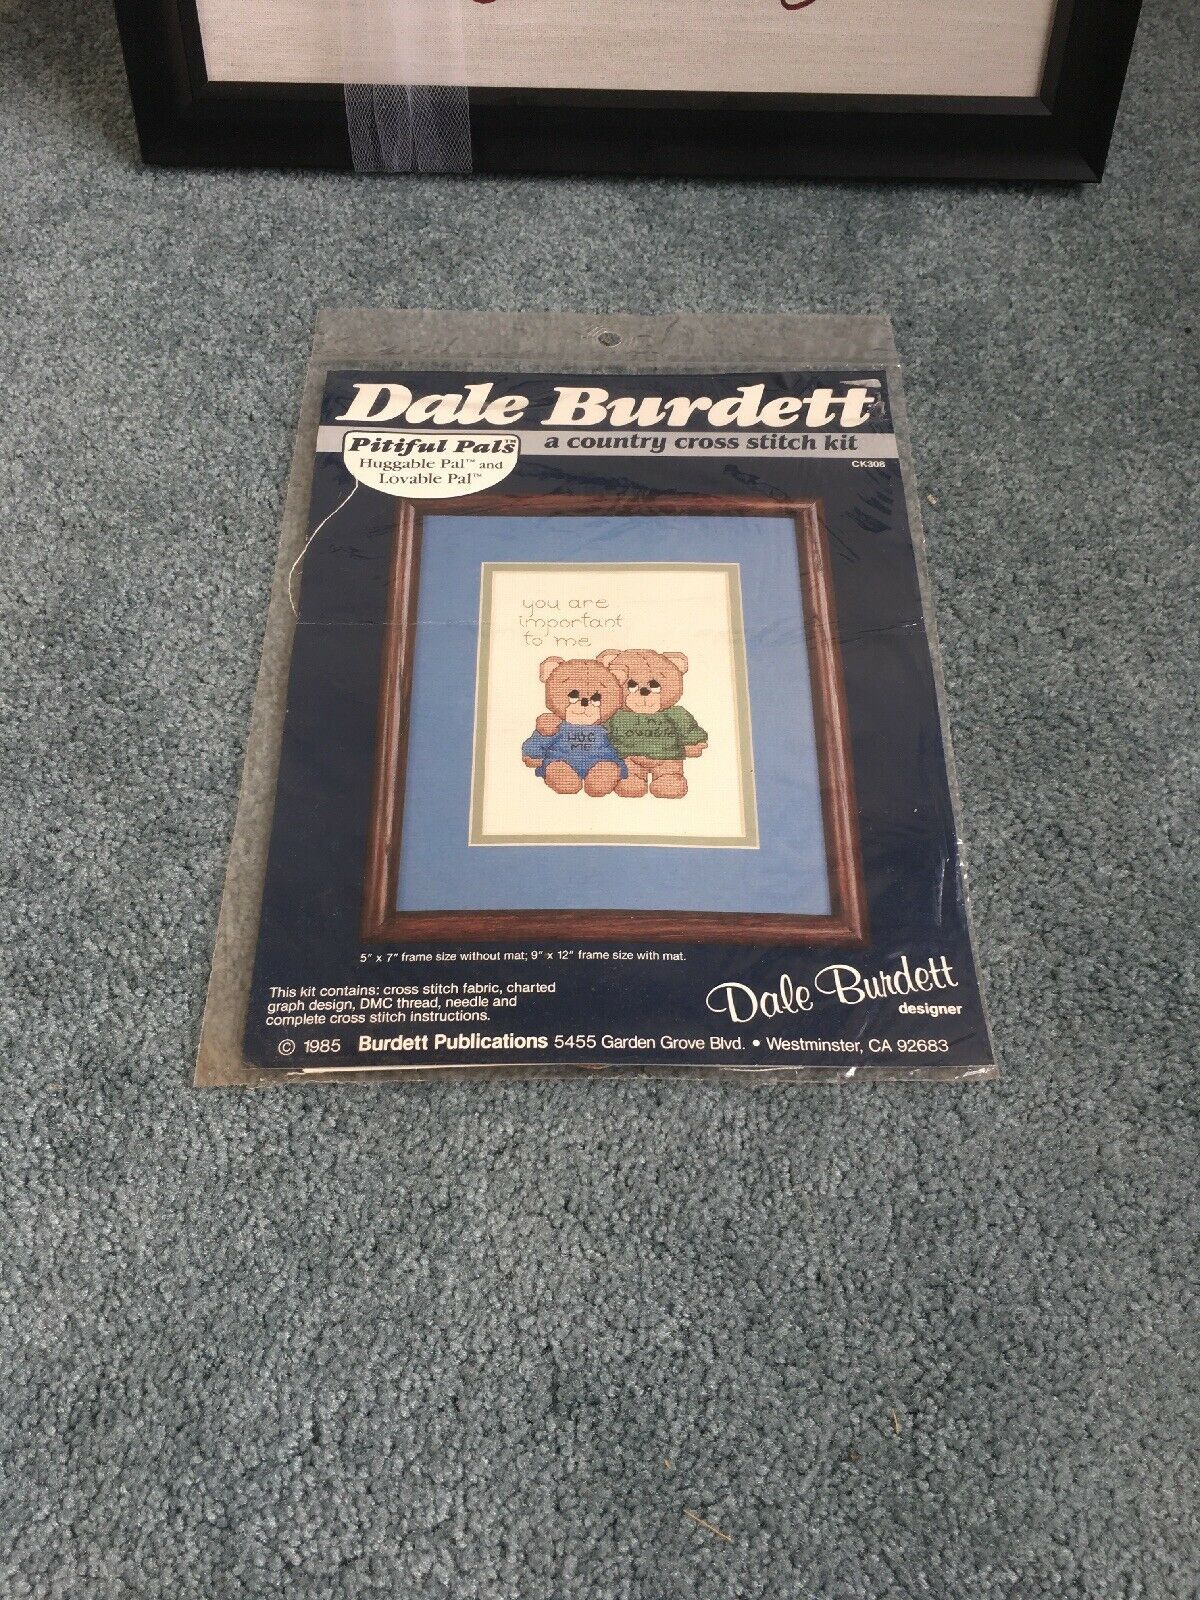 Dale Burdett
a country cross stitch kit
Pitiful Pals™
Huggable Pal™ and
Lovable Pal™
CK308
you are
important
to me
HUG
ME
I'M
5" x 7" frame size without mat; 9" x 12" frame size with mat.
This kit contains: cross stitch fabric, charted
graph design, DMC thread, needle and
complete cross stitch instructions.
Dale Burdett
designer
© 1985 Burdett Publications 5455 Garden Grove Blvd. • Westminster, CA 92683